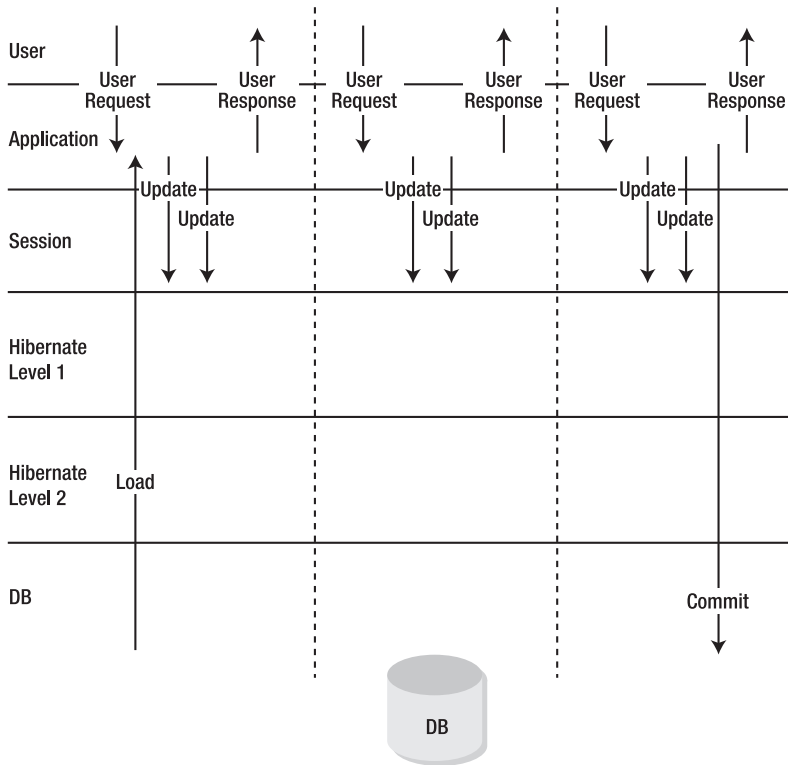 User
User
Request
User
Response
User
Request
User
Response
User
Request
User
Response
Application
Update
Update
Update
Update
Update
Update
Session
Hibernate
Level 1
Hibernate
Level 2
Load
DB
Commit
DB